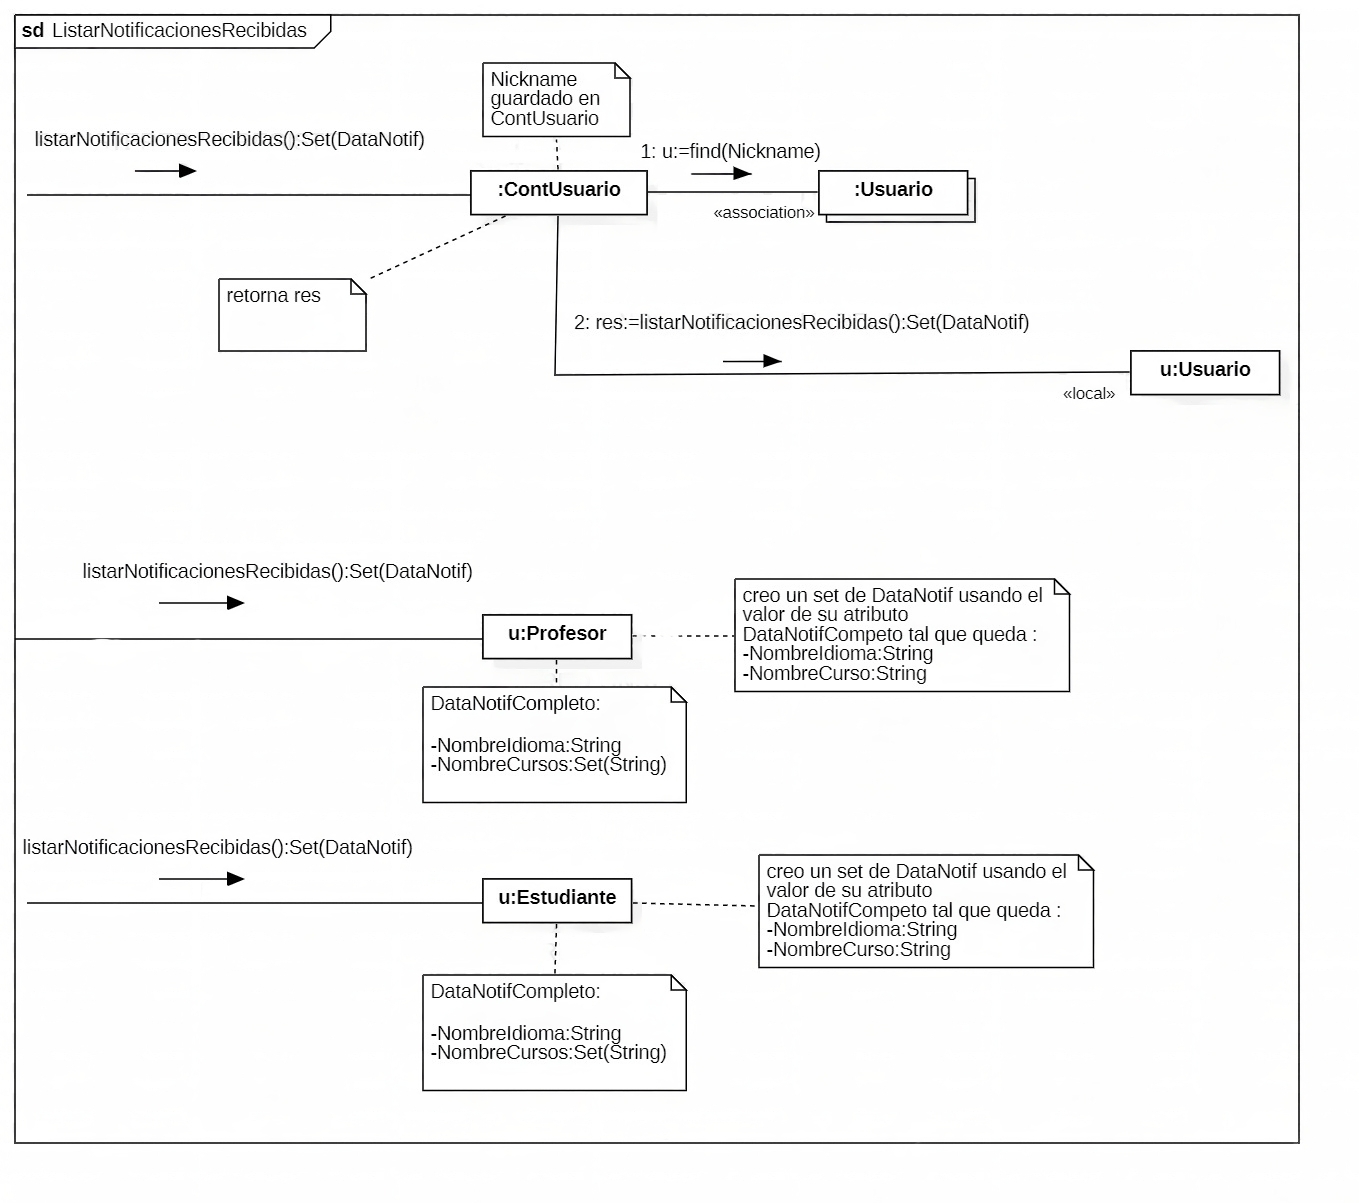 sd ListarNotificacionesRecibidas
Nickname
guardado en
ContUsuario
listarNotificacionesRecibidas():Set(DataNotif)
1: u:=find(Nickname)
:ContUsuario
:Usuario
«association»
retorna res
2: res:=listarNotificacionesRecibidas():Set(DataNotif)
u:Usuario
«local»
listarNotificacionesRecibidas():Set(DataNotif)
u:Profesor
creo un set de DataNotif usando el
valor de su atributo
DataNotifCompeto tal que queda :
-NombreIdioma:String
-NombreCurso:String
DataNotifCompleto:
-NombreIdioma:String
-NombreCursos:Set(String)
listarNotificacionesRecibidas():Set(DataNotif)
u:Estudiante
creo un set de DataNotif usando el
valor de su atributo
DataNotifCompeto tal que queda :
-NombreIdioma:String
-NombreCurso:String
DataNotifCompleto:
-NombreIdioma:String
-NombreCursos:Set(String)